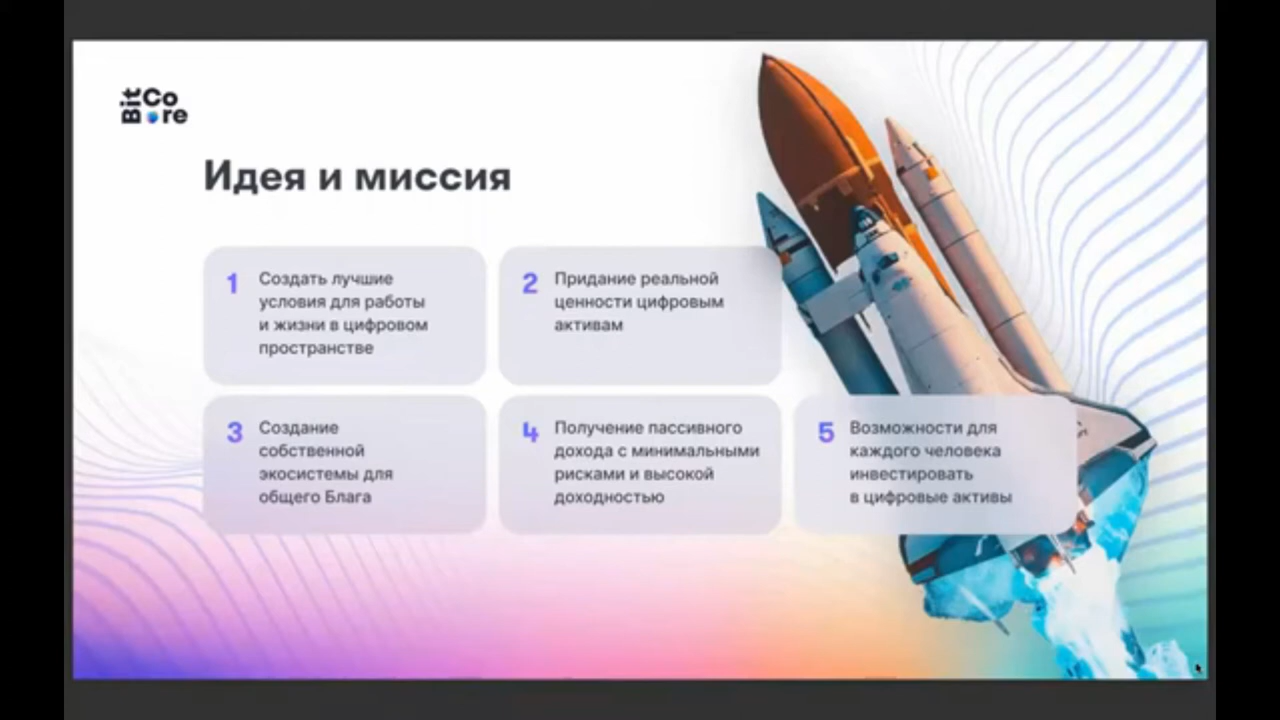 BitCo
re
Идея и миссия
1
Создать лучшие
условия для работы
и жизни в цифровом
пространстве
2
Придание реальной
ценности цифровым
активам
3
Создание
собственной
экосистемы для
общего Блага
4
Получение пассивного
дохода с минимальными
рисками и высокой
доходностью
5
Возможности для
каждого человека
инвестировать
в цифровые активы